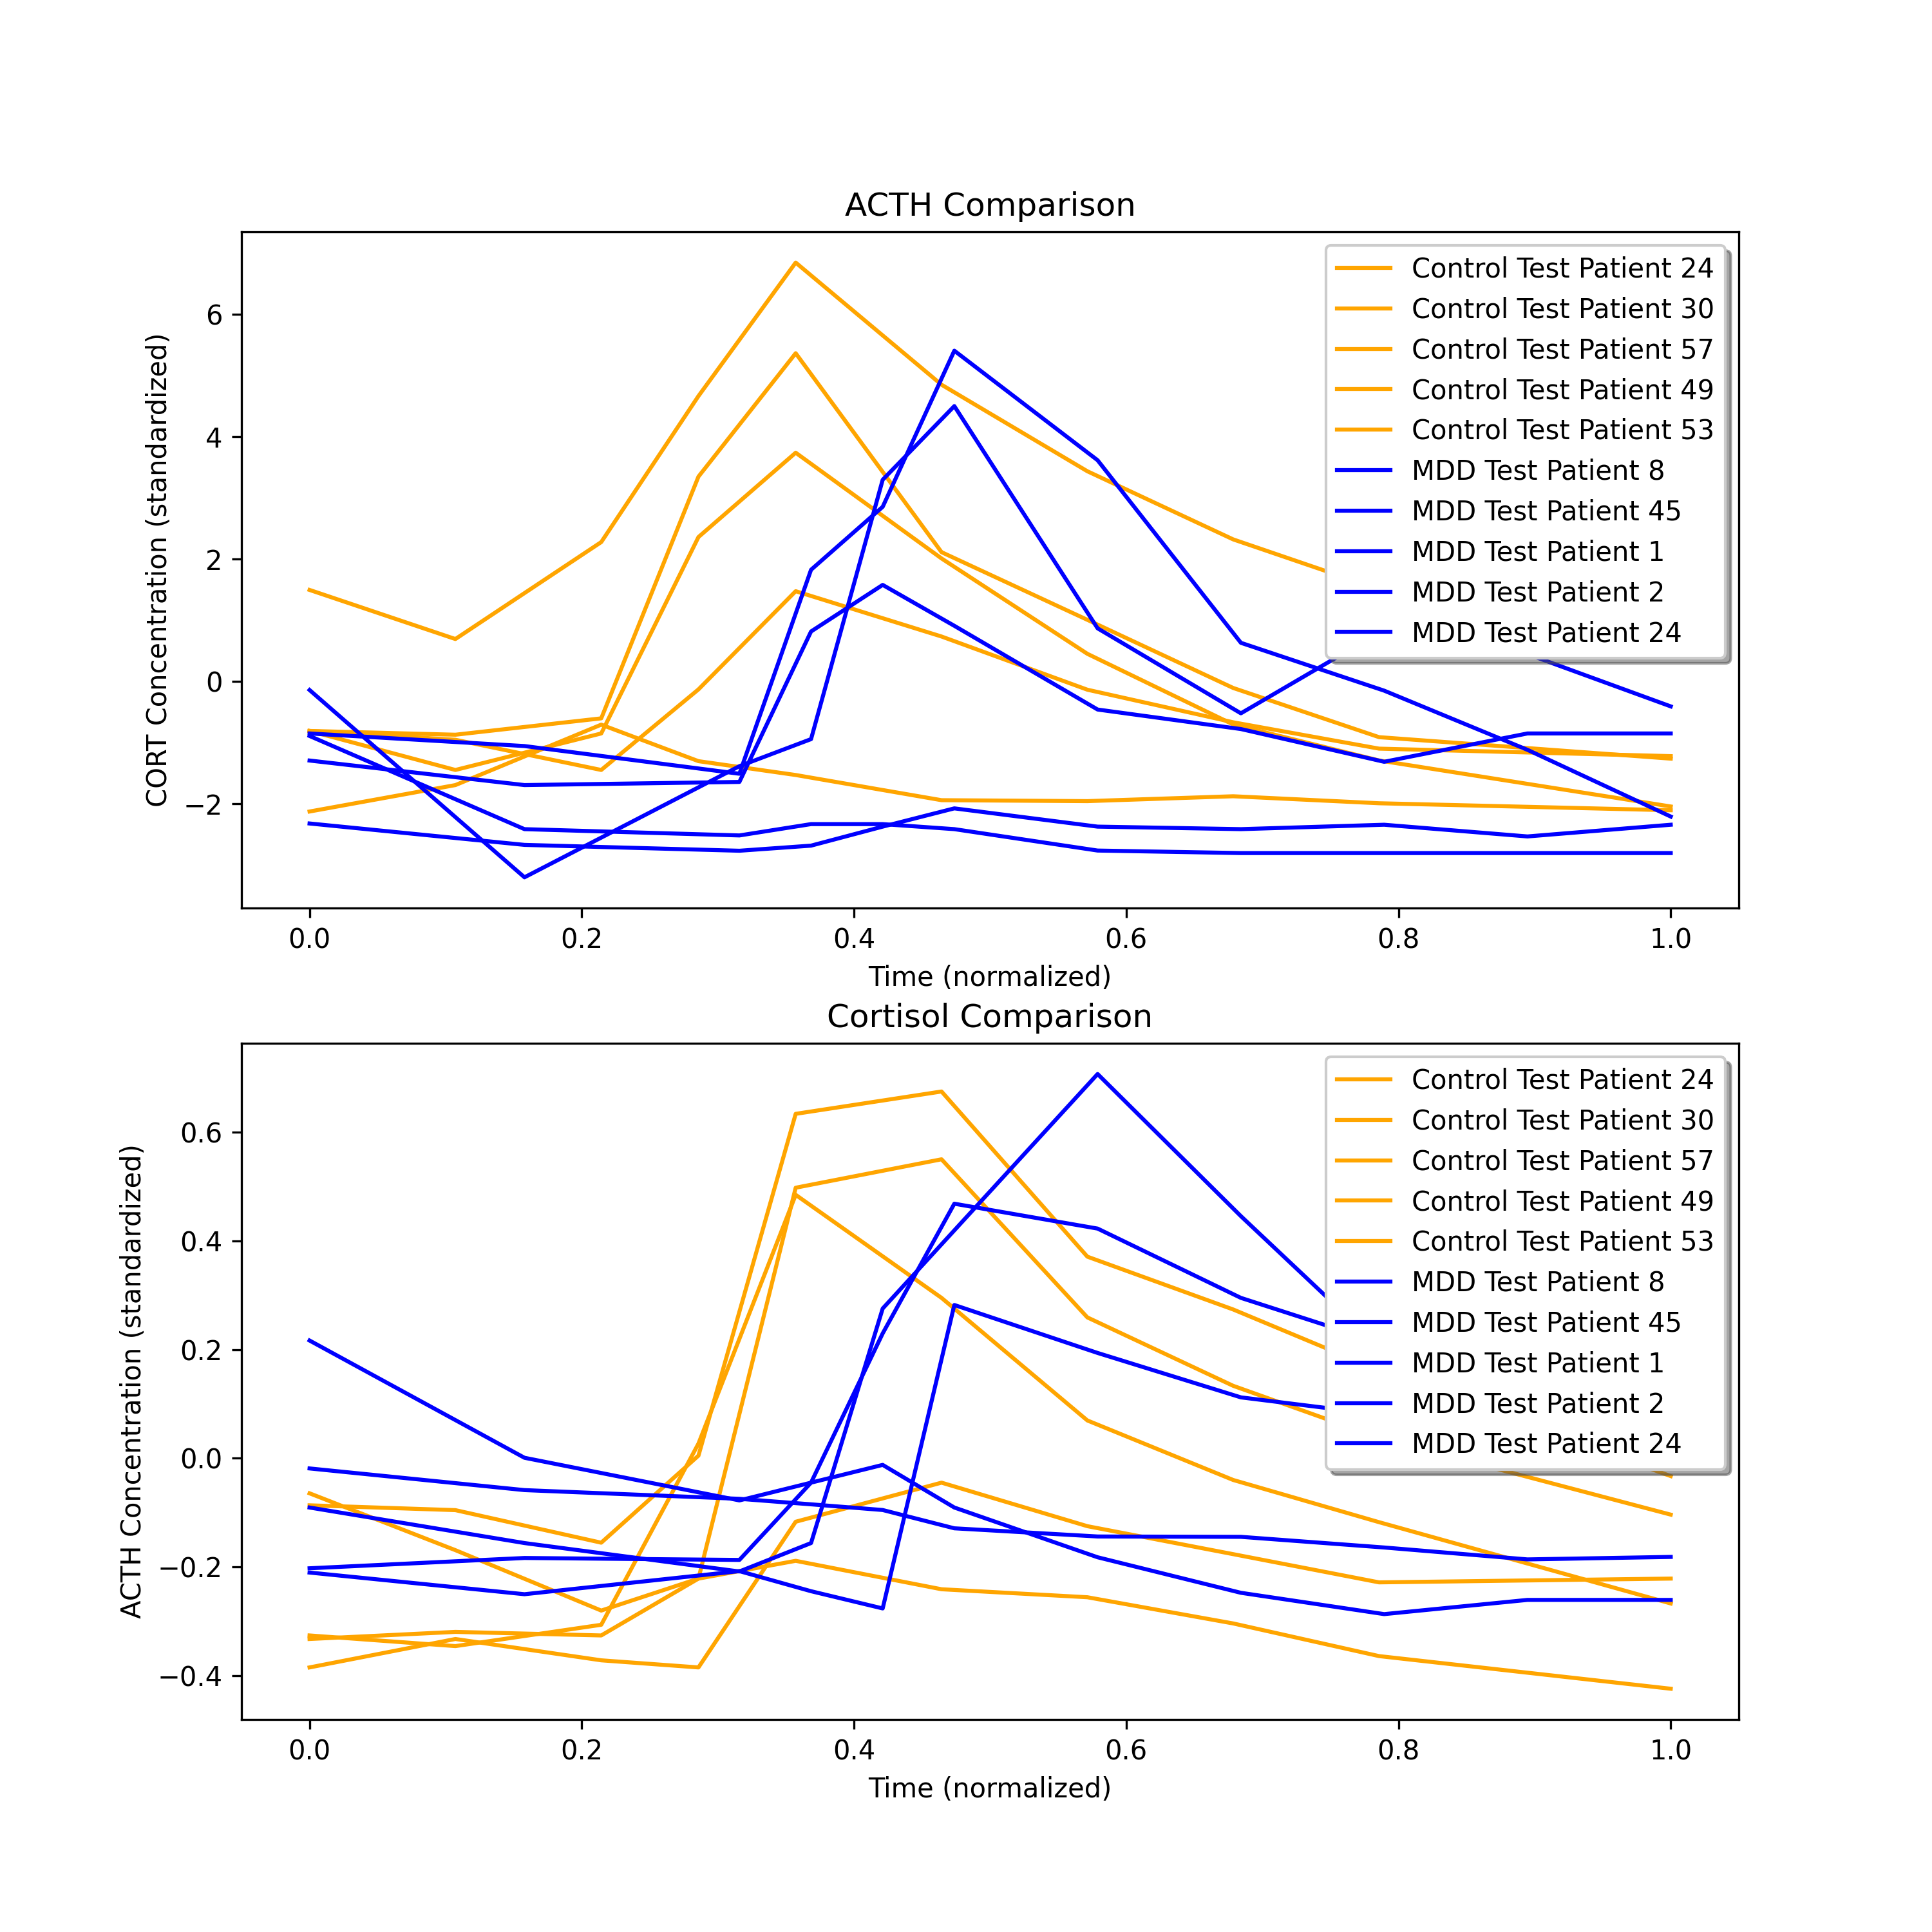 ACTH Comparison
CORT Concentration (standardized)
6
4
2
0
−2
Control Test Patient 24
Control Test Patient 30
Control Test Patient 57
Control Test Patient 49
Control Test Patient 53
MDD Test Patient 8
MDD Test Patient 45
MDD Test Patient 1
MDD Test Patient 2
MDD Test Patient 24
0.0 0.2 0.4 0.6 0.8 1.0
Time (normalized)
Cortisol Comparison
ACTH Concentration (standardized)
0.6
0.4
0.2
0.0
−0.2
−0.4
Control Test Patient 24
Control Test Patient 30
Control Test Patient 57
Control Test Patient 49
Control Test Patient 53
MDD Test Patient 8
MDD Test Patient 45
MDD Test Patient 1
MDD Test Patient 2
MDD Test Patient 24
0.0 0.2 0.4 0.6 0.8 1.0
Time (normalized)